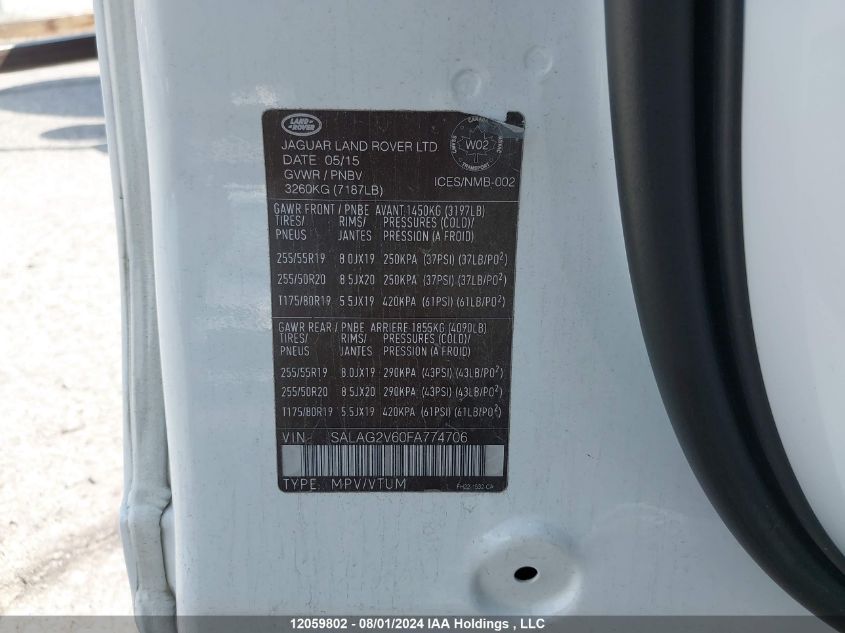 LAND ROVER
JAGUAR LAND ROVER LTD
DATE 05/15
GVWR / PNBV
3260KG (7187LB)
CANADA
W02
TRANSPORT
ICES/NMB-002
GAWR FRONT / PNBE AVANT 1450KG (3197LB)
TIRES/ RIMS/ PRESSURES (COLD)/
PNEUS JANTES PRESSION (A FROID)
255/55R19 8.0JX19 250KPA (37PSI) (37LB/PO²)
255/50R20 8.5JX20 250KPA (37PSI) (37LB/PO²)
T175/80R19 5.5JX19 420KPA (61PSI) (61LB/PO²)
GAWR REAR / PNBE ARRIERE 1855KG (4090LB)
TIRES/ RIMS/ PRESSURES (COLD)/
PNEUS JANTES PRESSION (A FROID)
255/55R19 8.0JX19 290KPA (43PSI) (43LB/PO²)
255/50R20 8.5JX20 290KPA (43PSI) (43LB/PO²)
T175/80R19 5.5JX19 420KPA (61PSI) (61LB/PO²)
VIN: SALAG2V60FA774706
TYPE: MPV/VTUM
12059802 - 08/01/2024 IAA Holdings , LLC